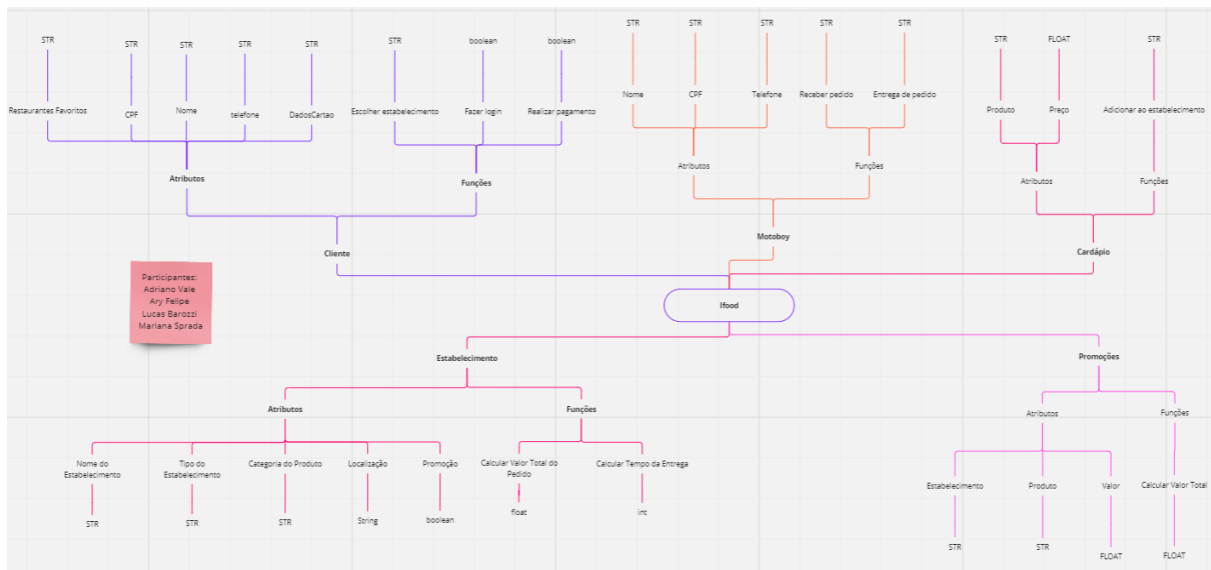 STR
STR
STR
STR
STR
STR
boolean
boolean
STR
STR
STR
STR
STR
STR
FLOAT
STR
Restaurantes Favoritos
CPF
Nome
telefone
DadosCartao
Escolher estabelecimento
Fazer login
Realizar pagamento
Nome
CPF
Telefone
Receber pedido
Entrega de pedido
Produto
Preço
Adicionar ao estabelecimento
Atributos
Funções
Atributos
Funções
Atributos
Funções
Cliente
Motoboy
Cardápio
Participantes:
Adriano Vale
Ary Felipe
Lucas Barozzi
Mariana Sprada
Ifood
Estabelecimento
Promoções
Atributos
Funções
Atributos
Funções
Nome do
Estabelecimento
Tipo do
Estabelecimento
Categoria do Produto
Localização
Promoção
Calcular Valor Total do
Pedido
Calcular Tempo da Entrega
Estabelecimento
Produto
Valor
Calcular Valor Total
STR
STR
STR
String
boolean
float
int
STR
STR
FLOAT
FLOAT